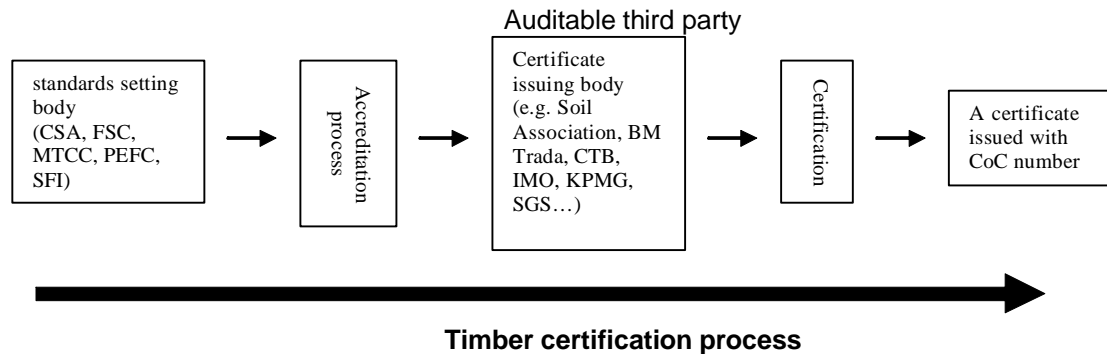 Auditable third party
standards setting
body
(CSA, FSC,
MTCC, PEFC,
SFI)
Accreditation
process
Certificate
issuing body
(e.g. Soil
Association, BM
Trada, CTB,
IMO, KPMG,
SGS…)
Certification
A certificate
issued with
CoC number
Timber certification process